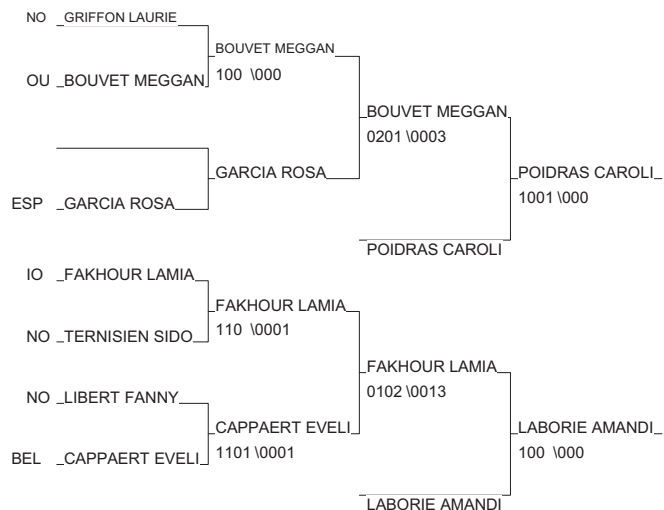 NO GRIFFON LAURIE
BOUVET MEGGAN
100 \000
OU BOUVET MEGGAN
BOUVET MEGGAN
0201 \0003
GARCIA ROSA
POIDRAS CAROLI
1001 \000
ESP GARCIA ROSA
POIDRAS CAROLI
IO FAKHOUR LAMIA
FAKHOUR LAMIA
110 \0001
NO TERNISIEN SIDO
FAKHOUR LAMIA
0102 \0013
NO LIBERT FANNY
CAPPAERT EVELI
1101 \0001
LABORIE AMANDI
100 \000
BEL CAPPAERT EVELI
LABORIE AMANDI